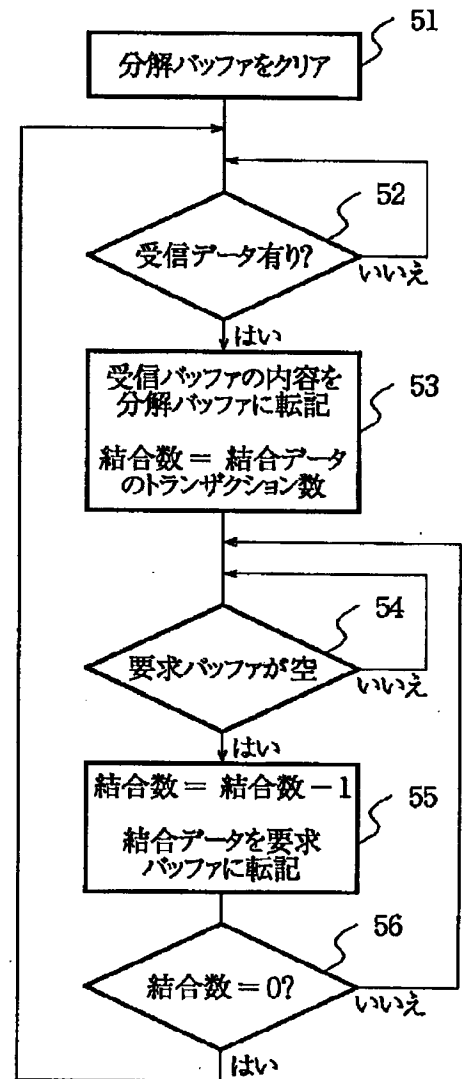 51
分解バッファをクリア
52
受信データ有り?
いいえ
はい
受信バッファの内容を
分解バッファに転記
結合数 = 結合データ
のトランザクション数
53
54
要求バッファが空
いいえ
はい
結合数 = 結合数-1
結合データを要求
バッファに転記
55
56
結合数=0?
いいえ
はい